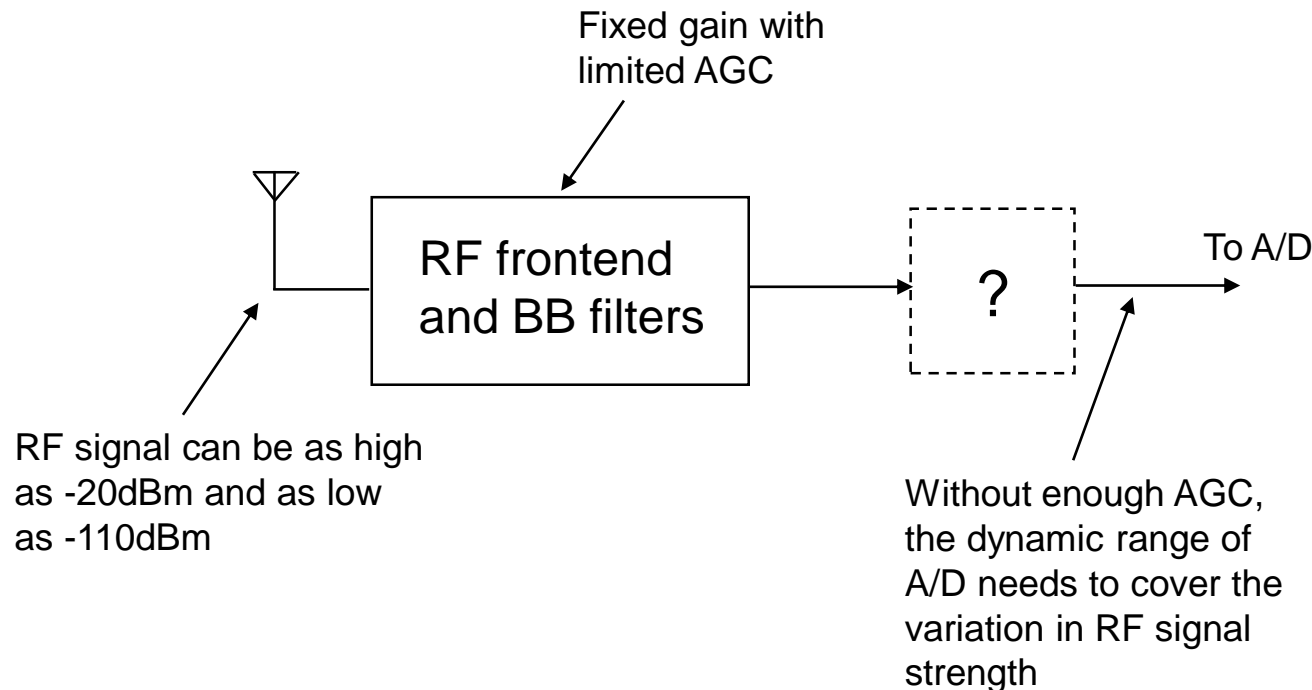 Fixed gain with
limited AGC
RF frontend
and BB filters
?
To A/D
RF signal can be as high
as -20dBm and as low
as -110dBm
Without enough AGC,
the dynamic range of
A/D needs to cover the
variation in RF signal
strength